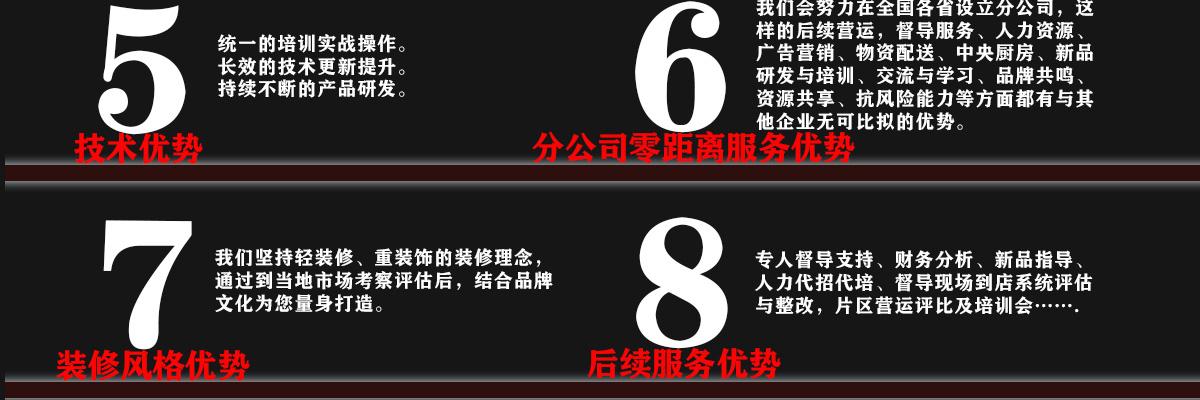 5
统一的培训实战操作。
长效的技术更新提升。
持续不断的产品研发。
技术优势
6
我们会努力在全国各省设立分公司，这
样的后续营运，督导服务、人力资源、
广告营销、物资配送、中央厨房、新品
研发与培训、交流与学习、品牌共鸣、
资源共享、抗风险能力等方面都有与其
他企业无可比拟的优势。
分公司零距离服务优势
7
我们坚持轻装修、重装饰的装修理念，
通过到当地市场考察评估后，结合品牌
文化为您量身打造。
装修风格优势
8
专人督导支持、财务分析、新品指导、
人力代招代培、督导现场到店系统评估
与整改，片区营运评比及培训会…….
后续服务优势